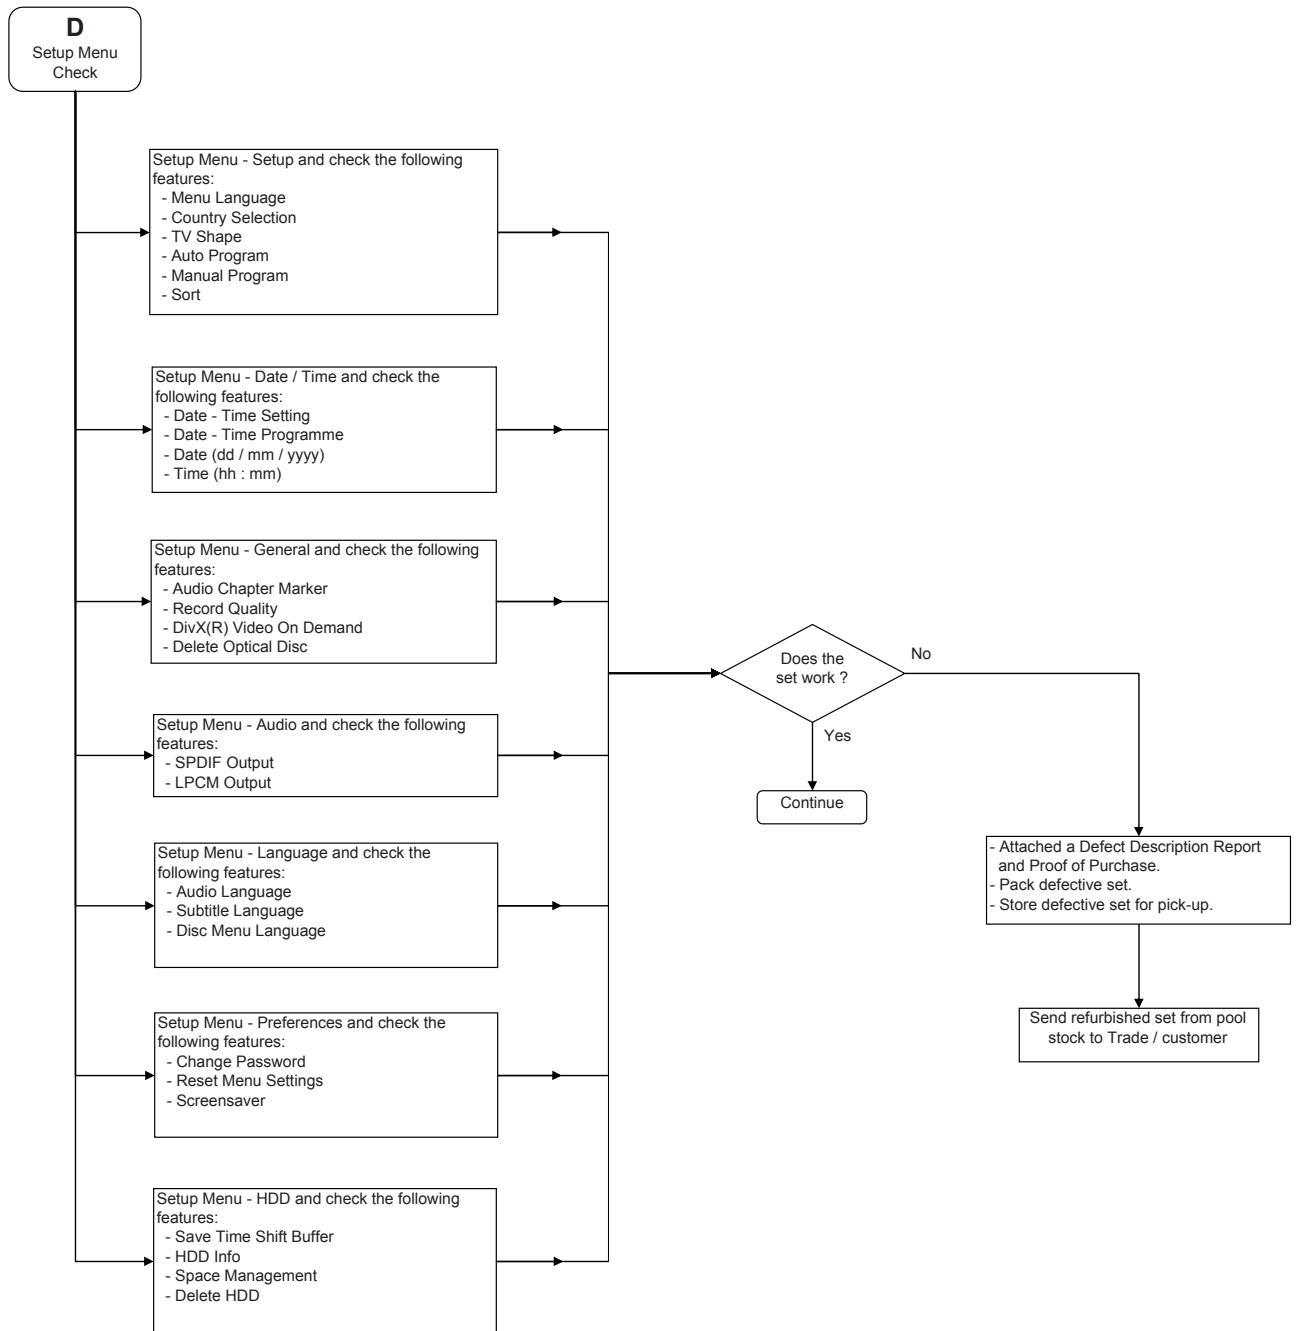 D
Setup Menu
Check
Setup Menu - Setup and check the following
features:
- Menu Language
- Country Selection
- TV Shape
- Auto Program
- Manual Program
- Sort
Setup Menu - Date / Time and check the
following features:
- Date - Time Setting
- Date - Time Programme
- Date (dd / mm / yyyy)
- Time (hh : mm)
Setup Menu - General and check the following
features:
- Audio Chapter Marker
- Record Quality
- DivX(R) Video On Demand
- Delete Optical Disc
Setup Menu - Audio and check the following
features:
- SPDIF Output
- LPCM Output
Setup Menu - Language and check the
following features:
- Audio Language
- Subtitle Language
- Disc Menu Language
Setup Menu - Preferences and check the
following features:
- Change Password
- Reset Menu Settings
- Screensaver
Setup Menu - HDD and check the following
features:
- Save Time Shift Buffer
- HDD Info
- Space Management
- Delete HDD
Does the
set work ?
No
Yes
Continue
- Attached a Defect Description Report
and Proof of Purchase.
- Pack defective set.
- Store defective set for pick-up.
Send refurbished set from pool
stock to Trade / customer